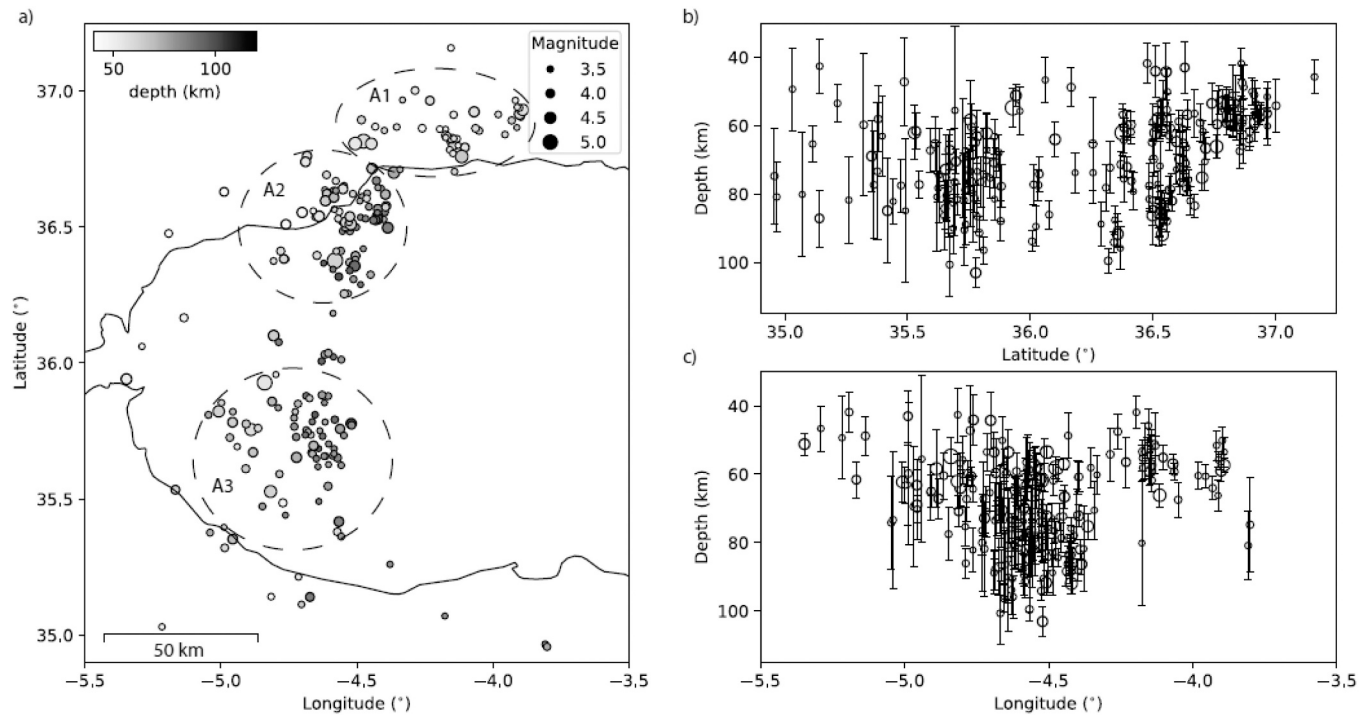 a)
50
100
depth (km)
Magnitude
3.5
4.0
4.5
5.0
A1
A2
A3
37.0
36.5
36.0
35.5
35.0
Latitude (°)
50 km
−5.5
−5.0
−4.5
−4.0
−3.5
Longitude (°)
b)
40
60
80
100
Depth (km)
35.0
35.5
36.0
36.5
37.0
Latitude (°)
c)
40
60
80
100
Depth (km)
−5.5
−5.0
−4.5
−4.0
−3.5
Longitude (°)